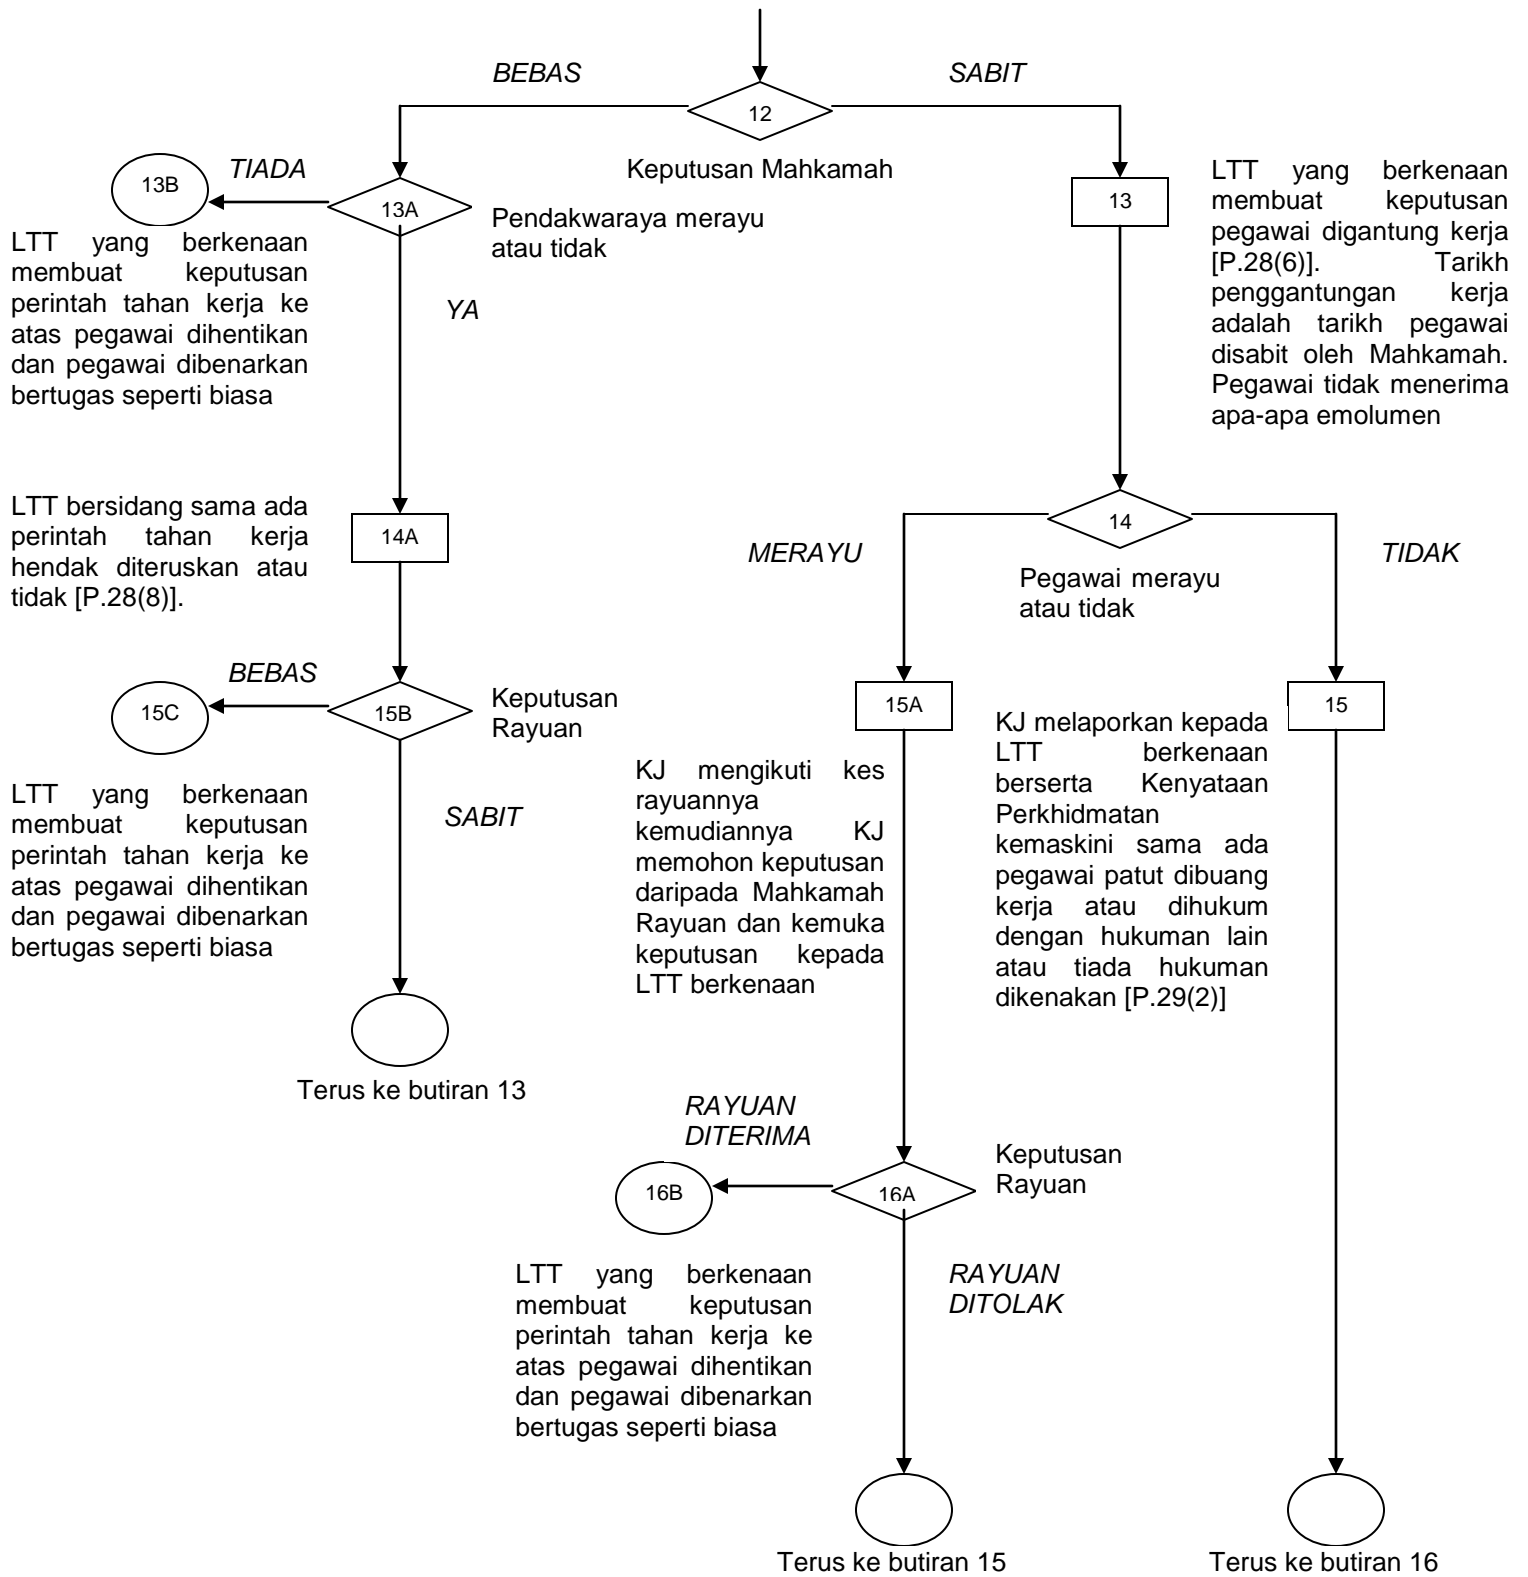 BEBAS
SABIT
12
Keputusan Mahkamah
TIADA
13B
13A
Pendakwaraya merayu
atau tidak
13
LTT yang berkenaan
membuat keputusan
pegawai digantung kerja
[P.28(6)]. Tarikh
penggantungan kerja
adalah tarikh pegawai
disabit oleh Mahkamah.
Pegawai tidak menerima
apa-apa emolumen
LTT yang berkenaan
membuat keputusan
perintah tahan kerja ke
atas pegawai dihentikan
dan pegawai dibenarkan
bertugas seperti biasa
YA
LTT bersidang sama ada
perintah tahan kerja
hendak diteruskan atau
tidak [P.28(8)].
14A
14
MERAYU
TIDAK
Pegawai merayu
atau tidak
BEBAS
15C
15B
Keputusan
Rayuan
15A
15
LTT yang berkenaan
membuat keputusan
perintah tahan kerja ke
atas pegawai dihentikan
dan pegawai dibenarkan
bertugas seperti biasa
SABIT
KJ mengikuti kes
rayuannya
kemudiannya KJ
memohon keputusan
daripada Mahkamah
Rayuan dan kemuka
keputusan kepada
LTT berkenaan
KJ melaporkan kepada
LTT berkenaan
berserta Kenyataan
Perkhidmatan
kemaskini sama ada
pegawai patut dibuang
kerja atau dihukum
dengan hukuman lain
atau tiada hukuman
dikenakan [P.29(2)]
Terus ke butiran 13
RAYUAN
DITERIMA
16B
16A
Keputusan
Rayuan
LTT yang berkenaan
membuat keputusan
perintah tahan kerja ke
atas pegawai dihentikan
dan pegawai dibenarkan
bertugas seperti biasa
RAYUAN
DITOLAK
Terus ke butiran 15
Terus ke butiran 16